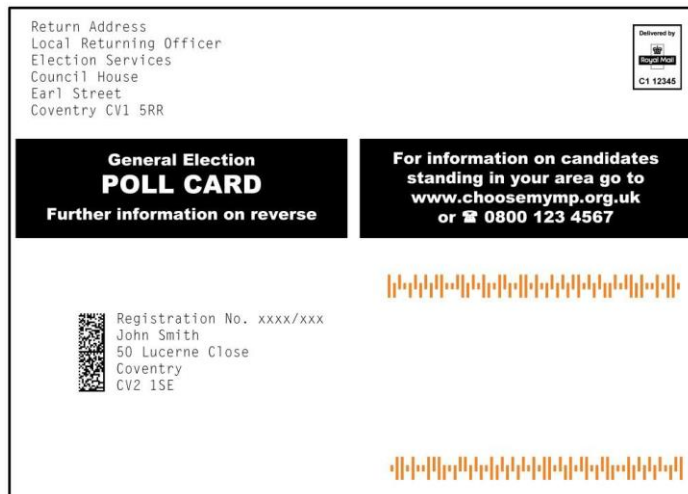 Return Address
Local Returning Officer
Election Services
Council House
Earl Street
Coventry CV1 5RR
Delivered by
Royal Mail
C1 12345
General Election
POLL CARD
Further information on reverse
For information on candidates
standing in your area go to
www.choosemymp.org.uk
or ☎ 0800 123 4567
Registration No. xxxx/xxx
John Smith
50 Lucerne Close
Coventry
CV2 1SE